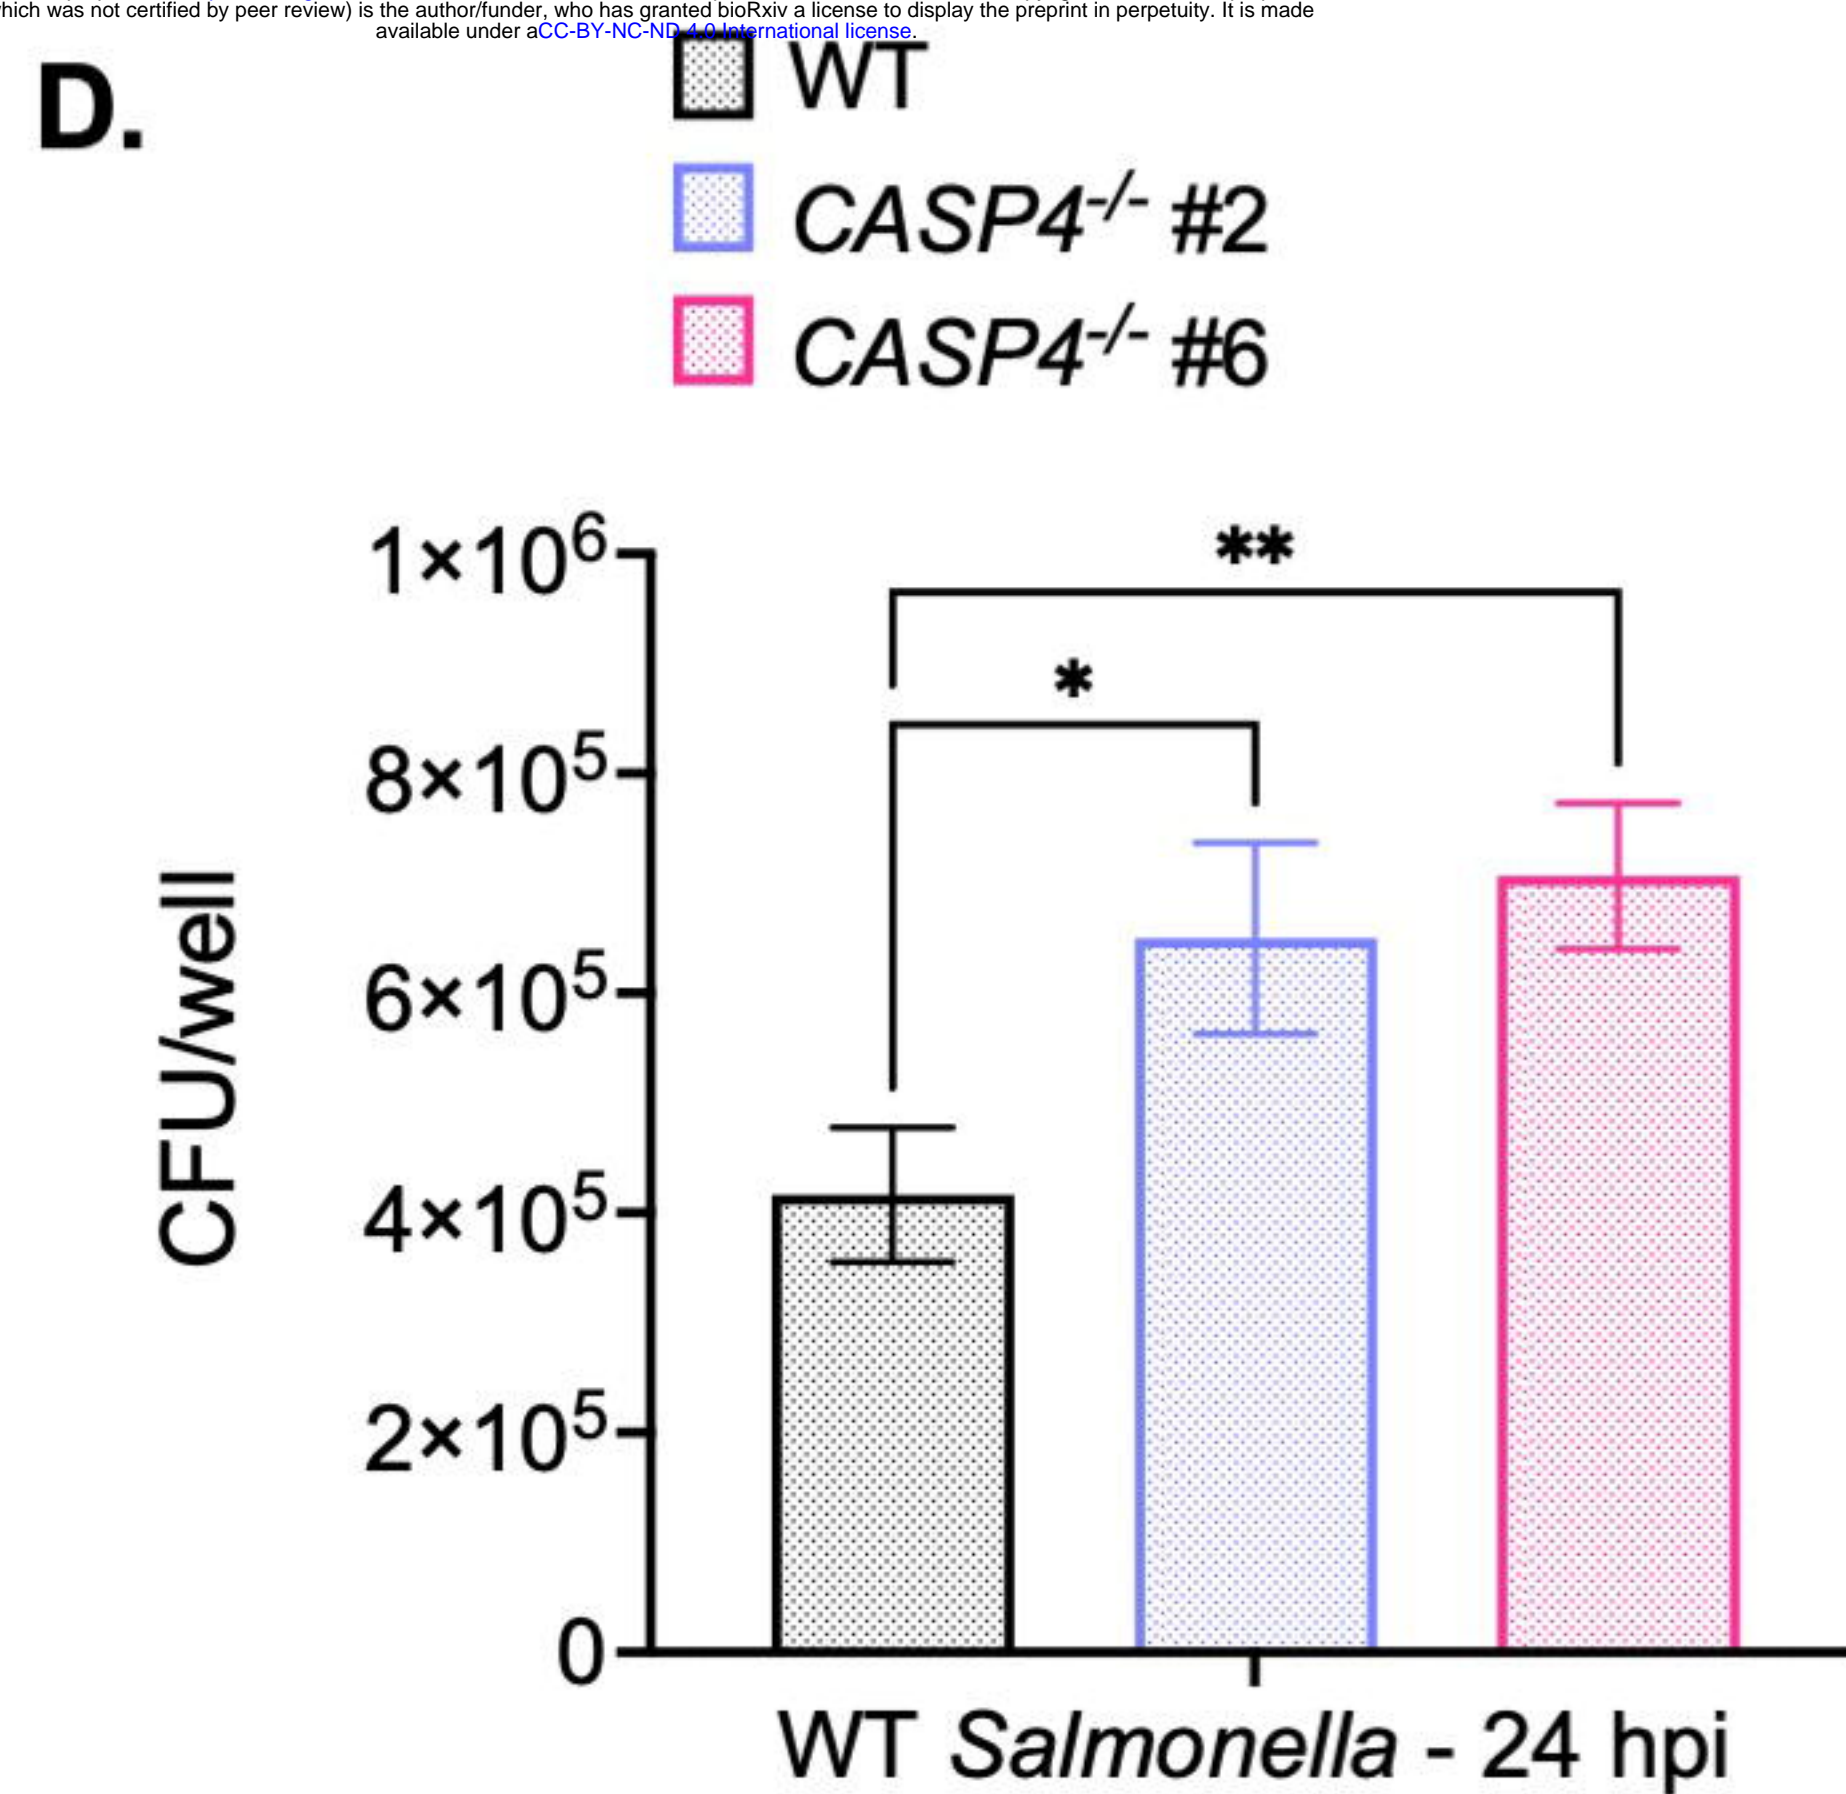 which was not certified by peer review) is the author/funder, who has granted bioRxiv a license to display the preprint in perpetuity. It is made
available under aCC-BY-NC-ND 4.0 International license.
D.
WT
CASP4-/- #2
CASP4-/- #6
1×10⁶
**
*
8×10⁵
6×10⁵
4×10⁵
2×10⁵
0
CFU/well
WT Salmonella - 24 hpi